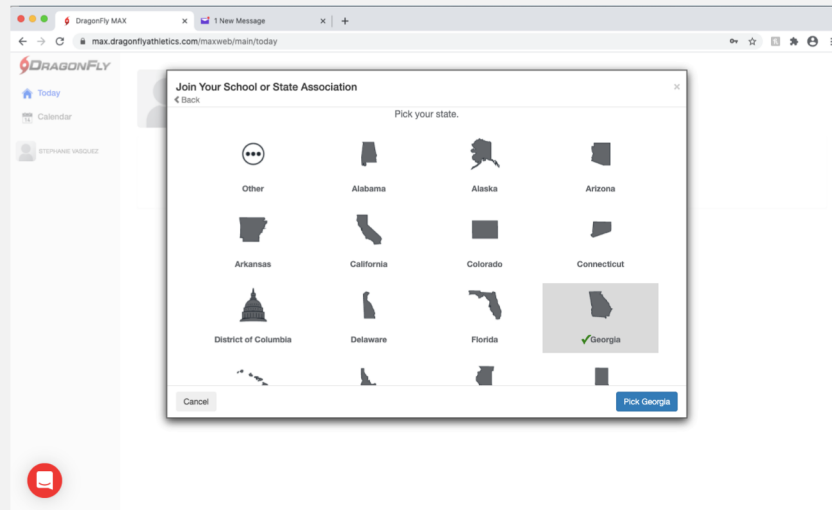 DragonFly MAX
1 New Message
max.dragonflyathletics.com/maxweb/main/today
DRAGONFLY
Today
14
Calendar
STEPHANIE VASQUEZ
Join Your School or State Association
Back
Pick your state.
Other
Alabama
Alaska
Arizona
Arkansas
California
Colorado
Connecticut
District of Columbia
Delaware
Florida
Georgia
Cancel
Pick Georgia